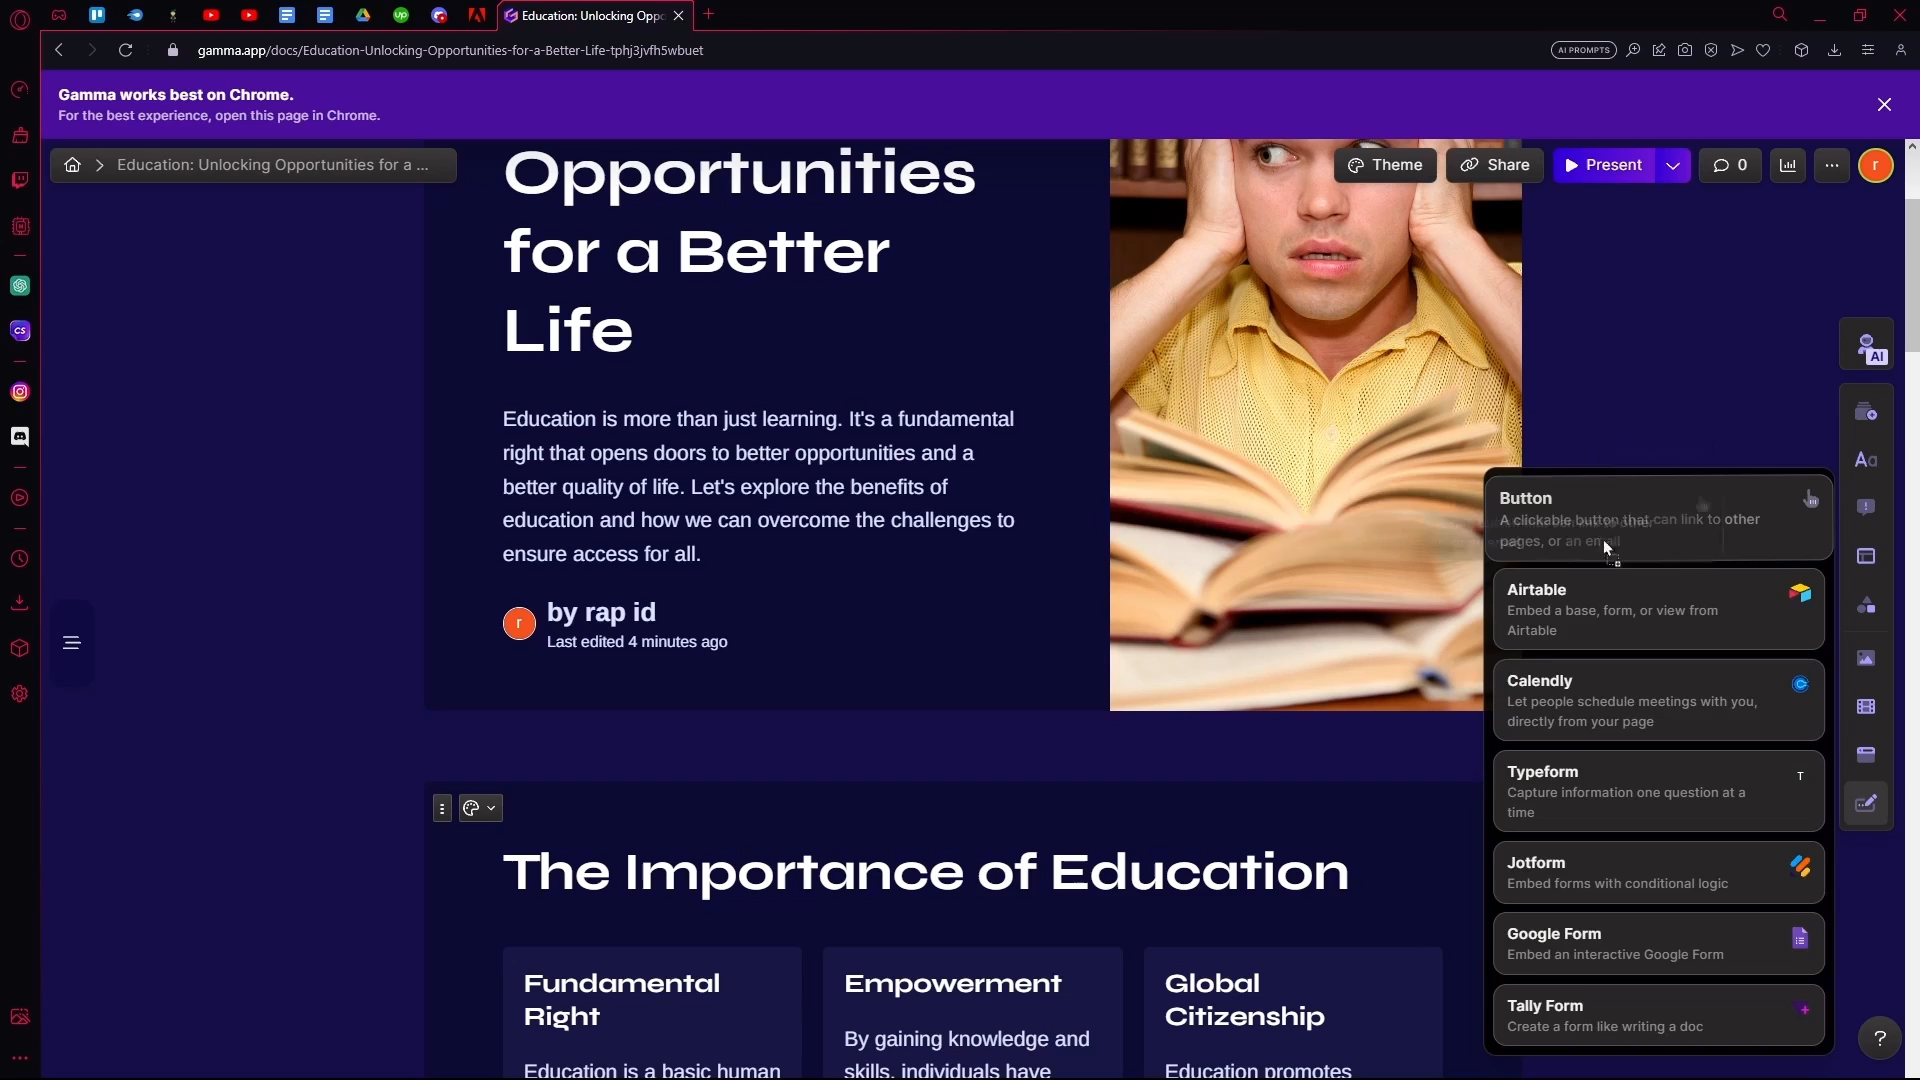 Education: Unlocking Oppo
gamma.app/docs/Education-Unlocking-Opportunities-for-a-Better-Life-tphj3jvfh5wbuet
AI PROMPTS
Gamma works best on Chrome.
For the best experience, open this page in Chrome.
Education: Unlocking Opportunities for a ...
Theme
Share
Present
0
r
Opportunities
for a Better
Life
AI
Education is more than just learning. It's a fundamental
right that opens doors to better opportunities and a
better quality of life. Let's explore the benefits of
education and how we can overcome the challenges to
ensure access for all.
r
by rap id
Last edited 4 minutes ago
Aa
Button
A clickable button that can link to other
pages, or an email
Airtable
Embed a base, form, or view from
Airtable
Calendly
Let people schedule meetings with you,
directly from your page
Typeform
Capture information one question at a
time
T
Jotform
Embed forms with conditional logic
Google Form
Embed an interactive Google Form
Tally Form
Create a form like writing a doc
?
The Importance of Education
Fundamental
Right
Education is a basic human
Empowerment
By gaining knowledge and
skills, individuals have
Global
Citizenship
Education promotes
CS
up